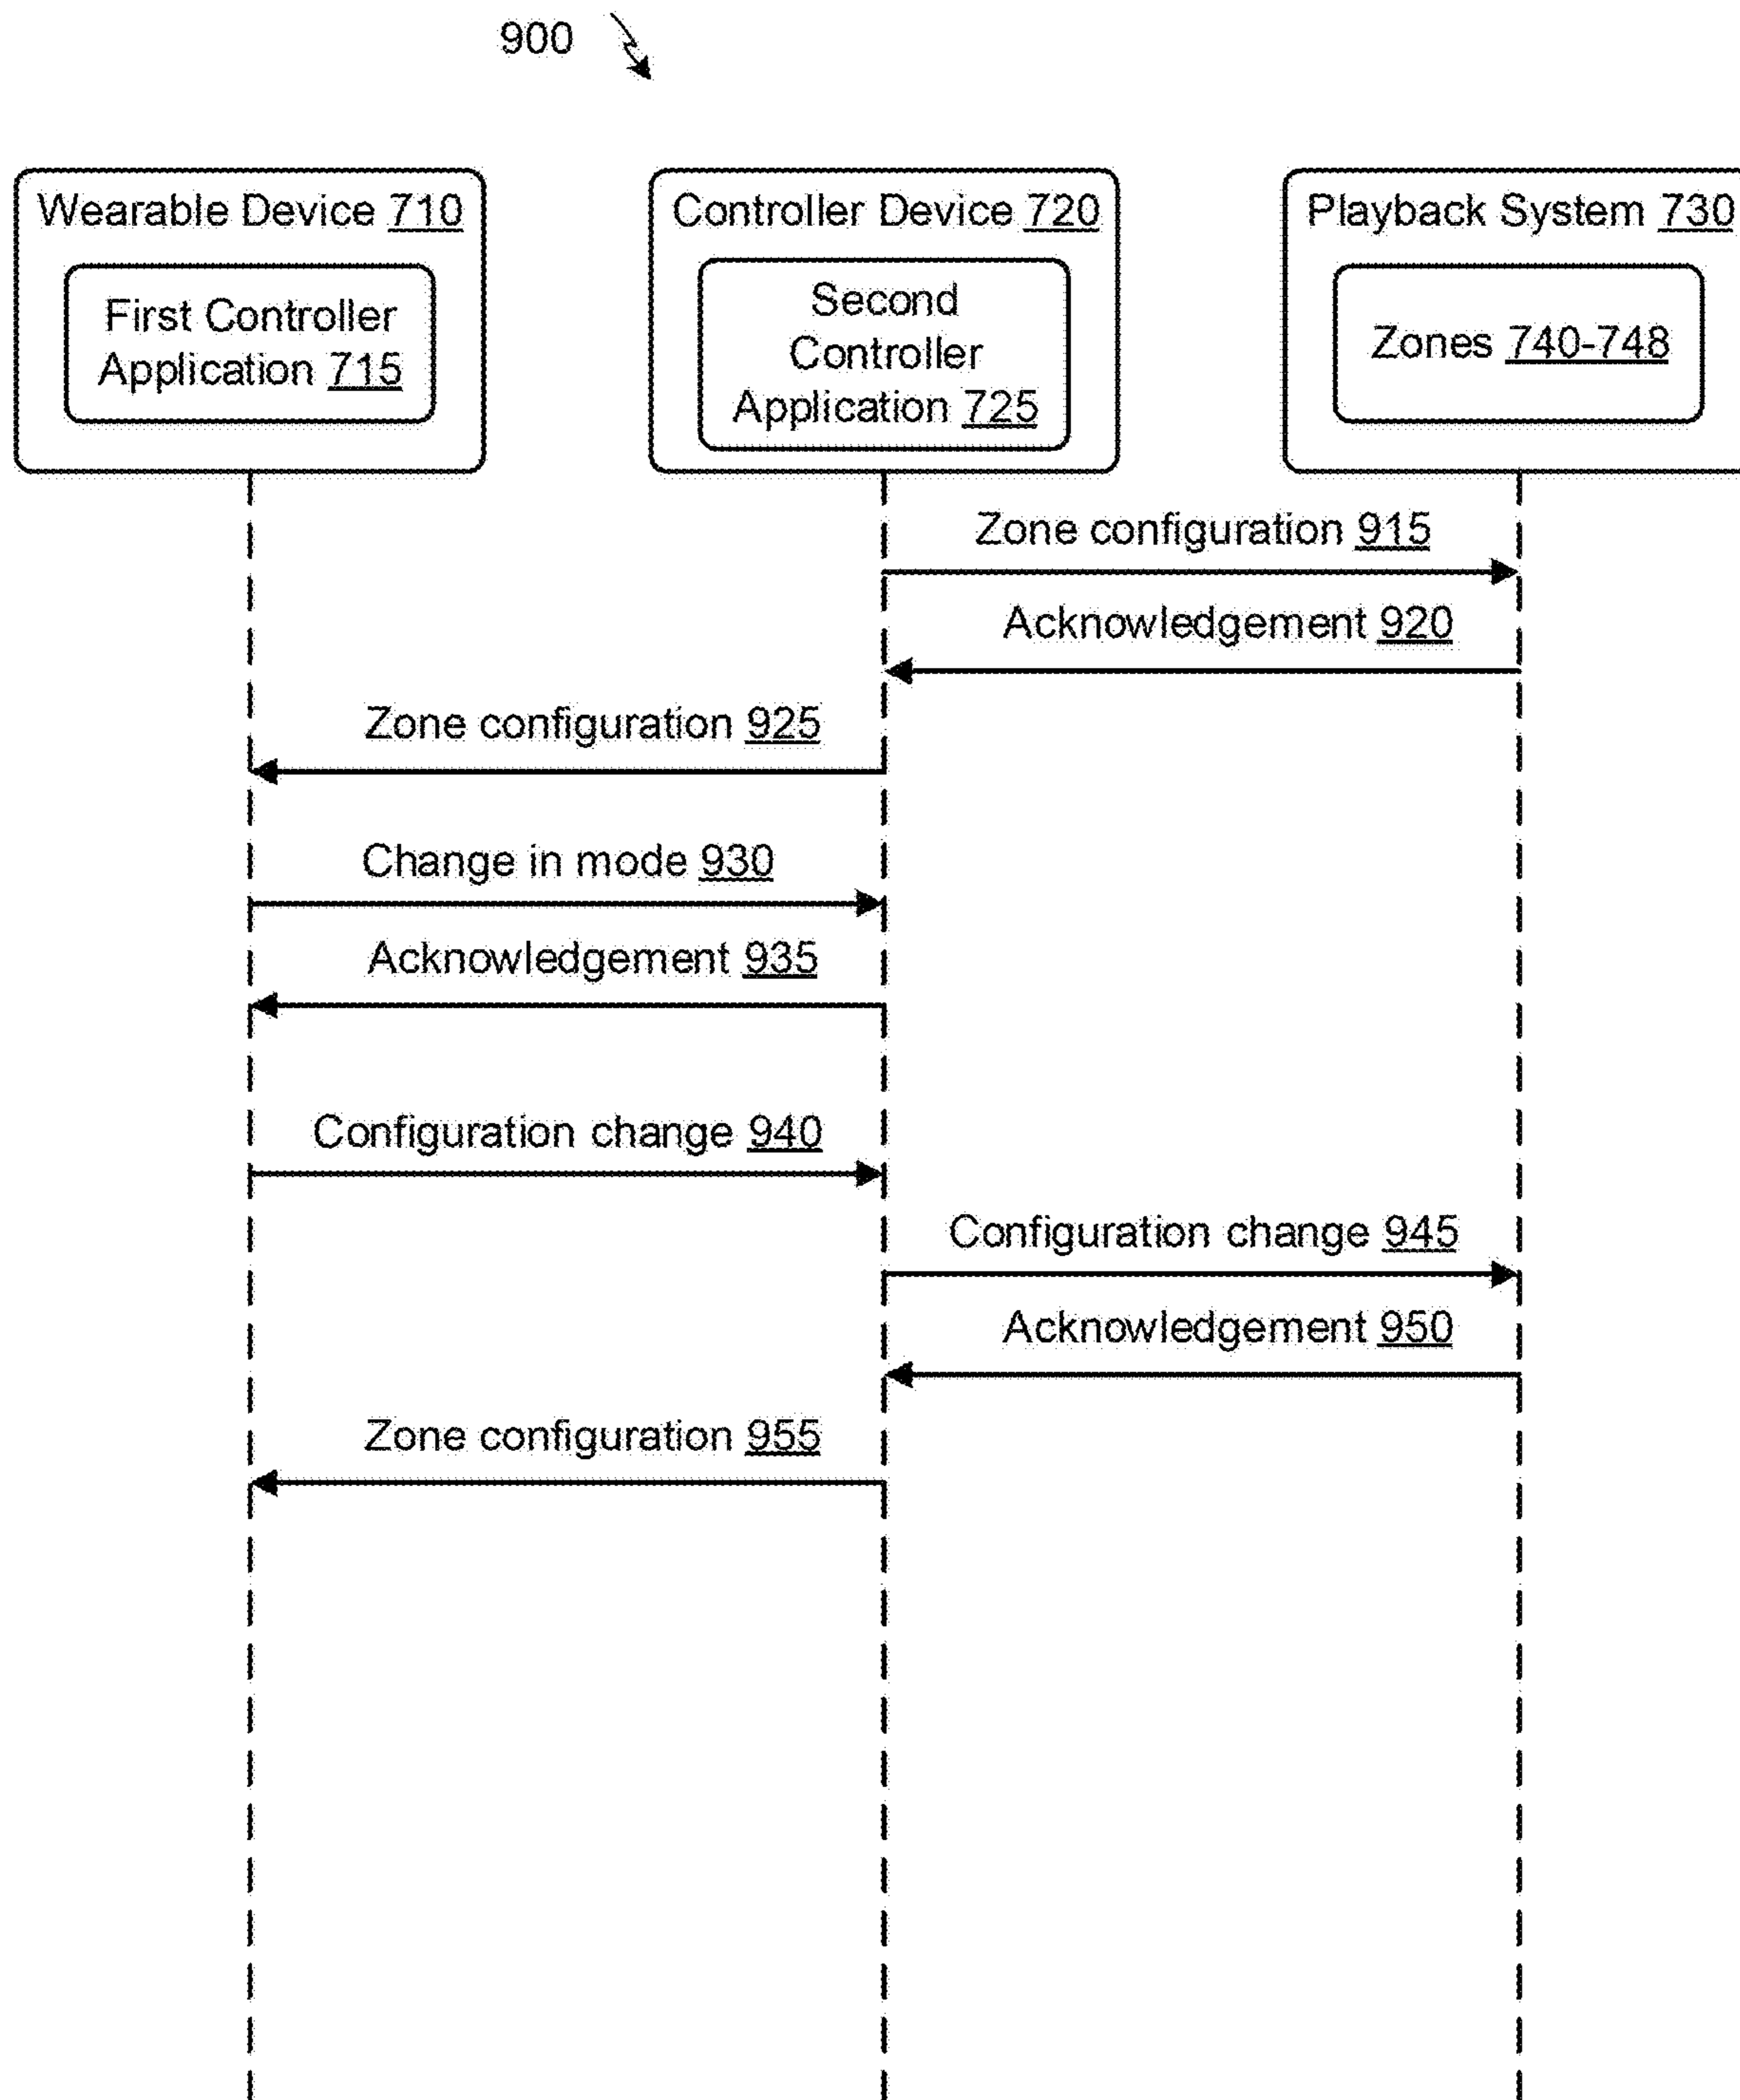 900
Wearable Device 710
First Controller
Application 715
Controller Device 720
Second
Controller
Application 725
Playback System 730
Zones 740-748
Zone configuration 915
Acknowledgement 920
Zone configuration 925
Change in mode 930
Acknowledgement 935
Configuration change 940
Configuration change 945
Acknowledgement 950
Zone configuration 955